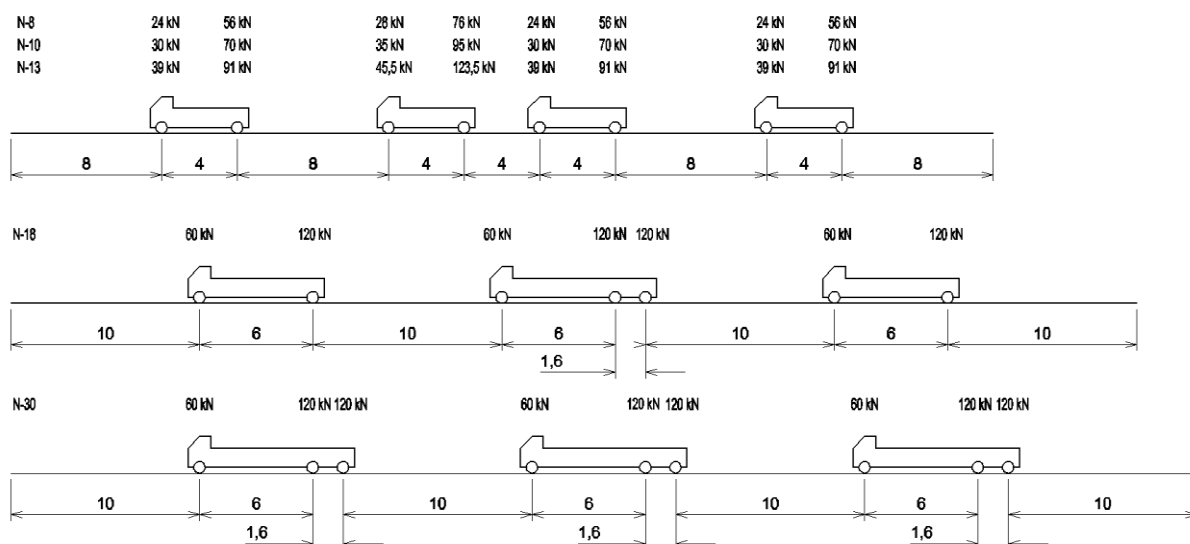 N-8 24 kN 56 kN 28 kN 76 kN 24 kN 56 kN 24 kN 56 kN
N-10 30 kN 70 kN 35 kN 95 kN 30 kN 70 kN 30 kN 70 kN
N-13 39 kN 91 kN 45,5 kN 123,5 kN 39 kN 91 kN 39 kN 91 kN
8 4 8 4 4 4 8 4 8
N-18 60 kN 120 kN 60 kN 120 kN 120 kN 60 kN 120 kN
10 6 10 6 10 6 10
1,6
N-30 60 kN 120 kN 120 kN 60 kN 120 kN 120 kN 60 kN 120 kN 120 kN
10 6 10 6 10 6 10
1,6 1,6 1,6